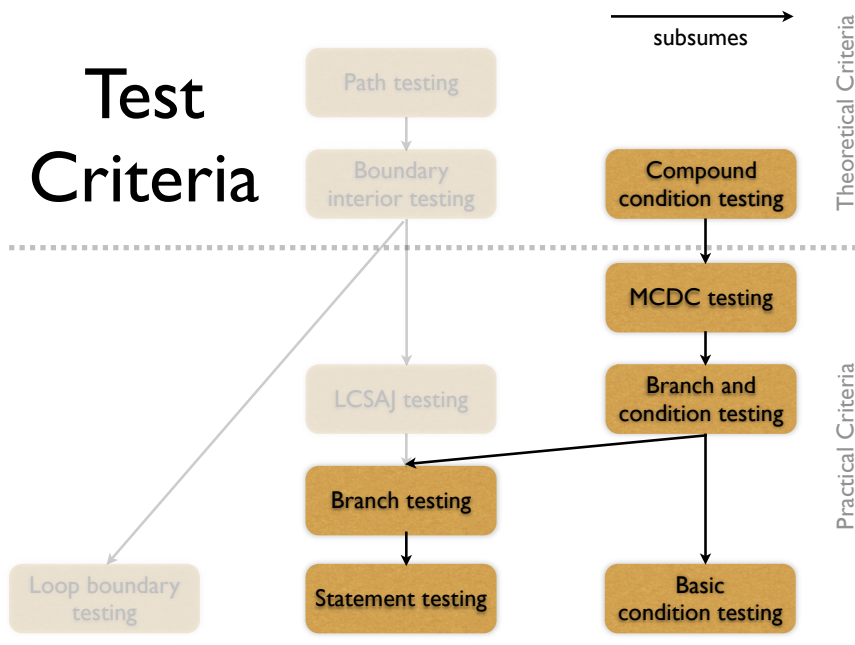 subsumes
Theoretical Criteria
Test
Criteria
Path testing
Boundary
interior testing
Compound
condition testing
MCDC testing
LCSAJ testing
Branch and
condition testing
Practical Criteria
Branch testing
Loop boundary
testing
Statement testing
Basic
condition testing